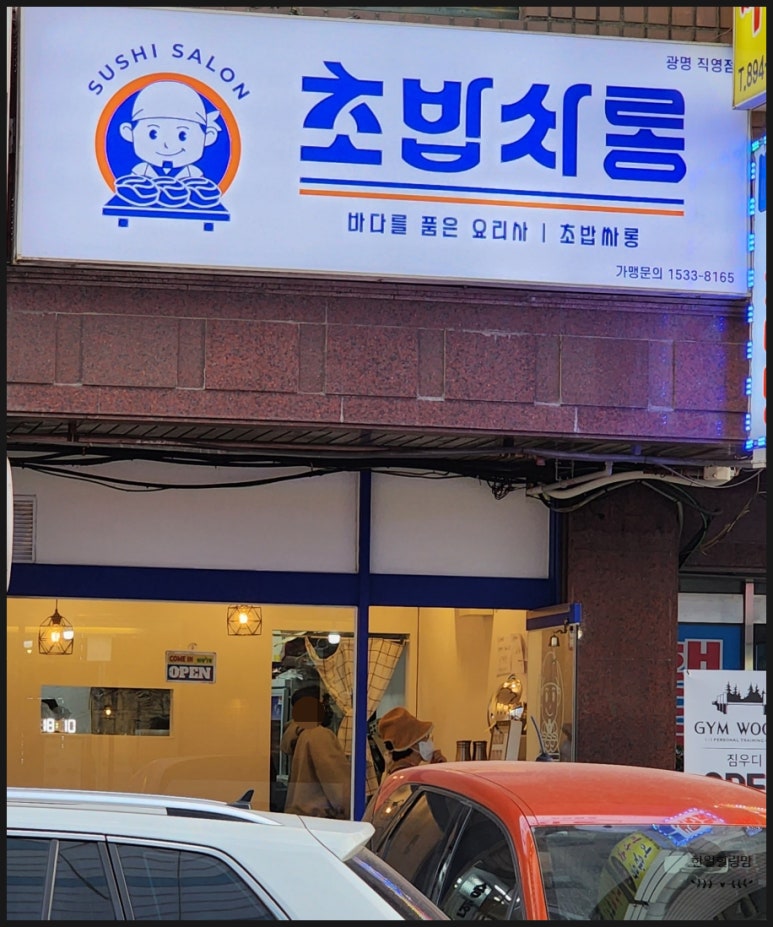 SUSHI SALON
광명 직영점
초밥싸롱
바다를 품은 요리사 | 초밥싸롱
가맹문의 1533-8165
T.894
COME IN
OPEN
18:10
GYM WOO
짐우디